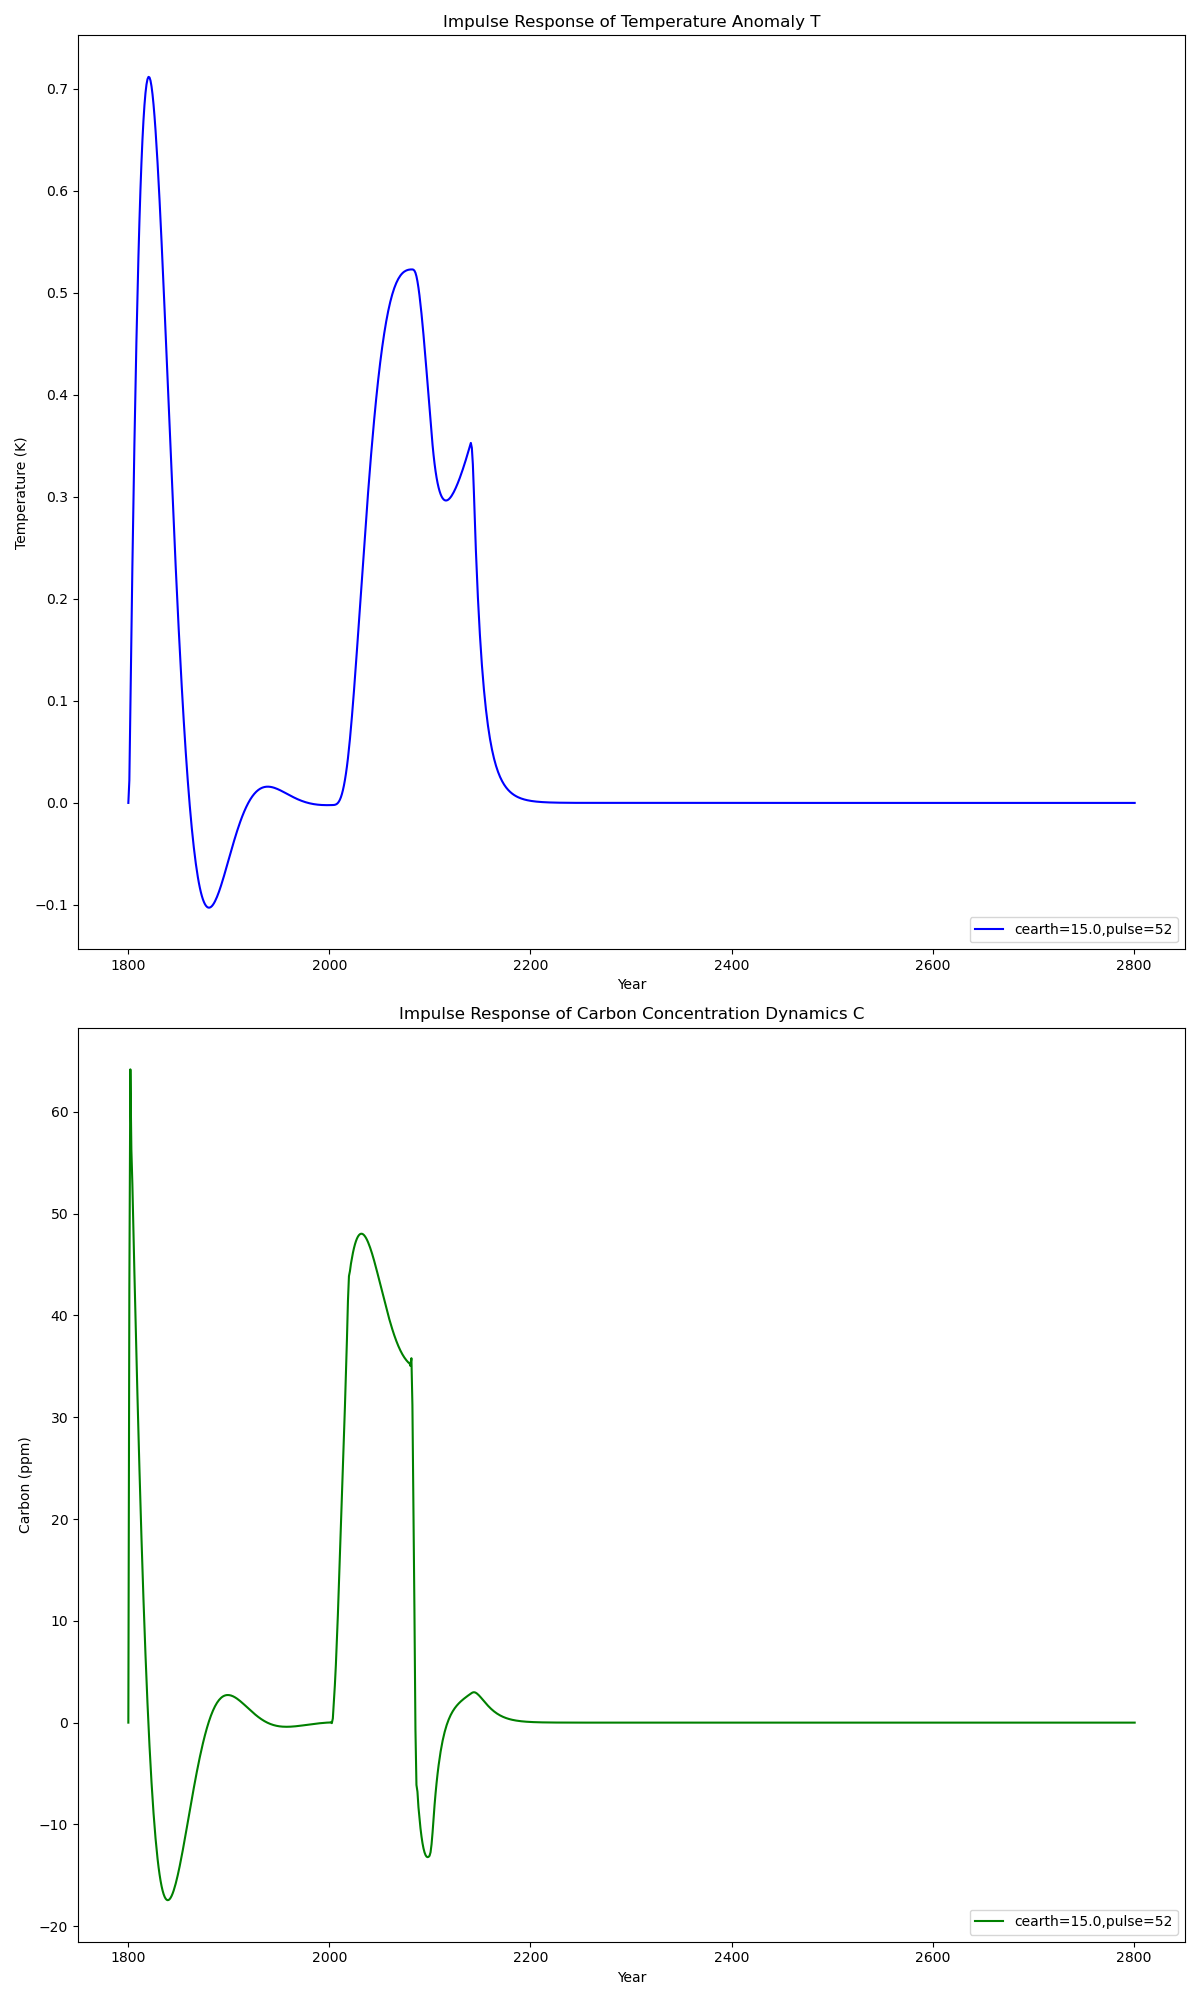 Impulse Response of Temperature Anomaly T
0.7
0.6
0.5
0.4
0.3
0.2
0.1
0.0
−0.1
Temperature (K)
cearth=15.0,pulse=52
1800 2000 2200 2400 2600 2800
Year
Impulse Response of Carbon Concentration Dynamics C
60
50
40
30
20
10
0
−10
−20
Carbon (ppm)
cearth=15.0,pulse=52
1800 2000 2200 2400 2600 2800
Year